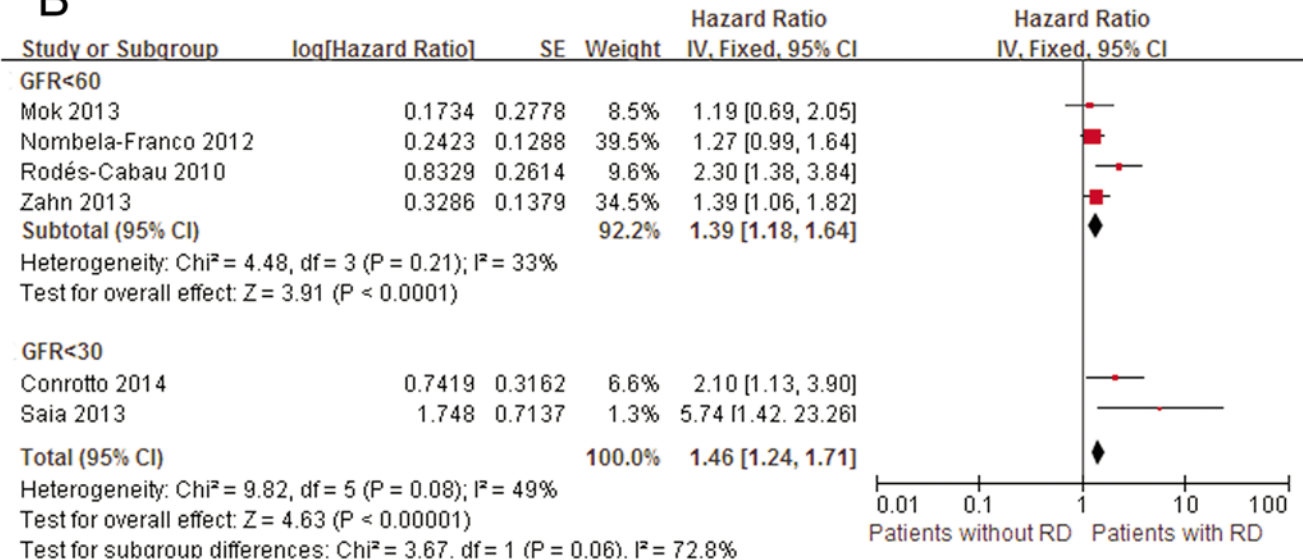 B
Hazard Ratio Hazard Ratio
Study or Subgroup log[Hazard Ratio] SE Weight IV, Fixed, 95% CI IV, Fixed, 95% CI
GFR<60
Mok 2013 0.1734 0.2778 8.5% 1.19 [0.69, 2.05]
Nombela-Franco 2012 0.2423 0.1288 39.5% 1.27 [0.99, 1.64]
Rodés-Cabau 2010 0.8329 0.2614 9.6% 2.30 [1.38, 3.84]
Zahn 2013 0.3286 0.1379 34.5% 1.39 [1.06, 1.82]
Subtotal (95% CI) 92.2% 1.39 [1.18, 1.64]
Heterogeneity: Chi² = 4.48, df = 3 (P = 0.21); I² = 33%
Test for overall effect: Z = 3.91 (P < 0.0001)
GFR<30
Conrotto 2014 0.7419 0.3162 6.6% 2.10 [1.13, 3.90]
Saia 2013 1.748 0.7137 1.3% 5.74 [1.42, 23.26]
Total (95% CI) 100.0% 1.46 [1.24, 1.71]
Heterogeneity: Chi² = 9.82, df = 5 (P = 0.08); I² = 49%
Test for overall effect: Z = 4.63 (P < 0.00001)
Test for subgroup differences: Chi² = 3.67, df = 1 (P = 0.06), I² = 72.8%
0.01 0.1 1 10 100
Patients without RD Patients with RD